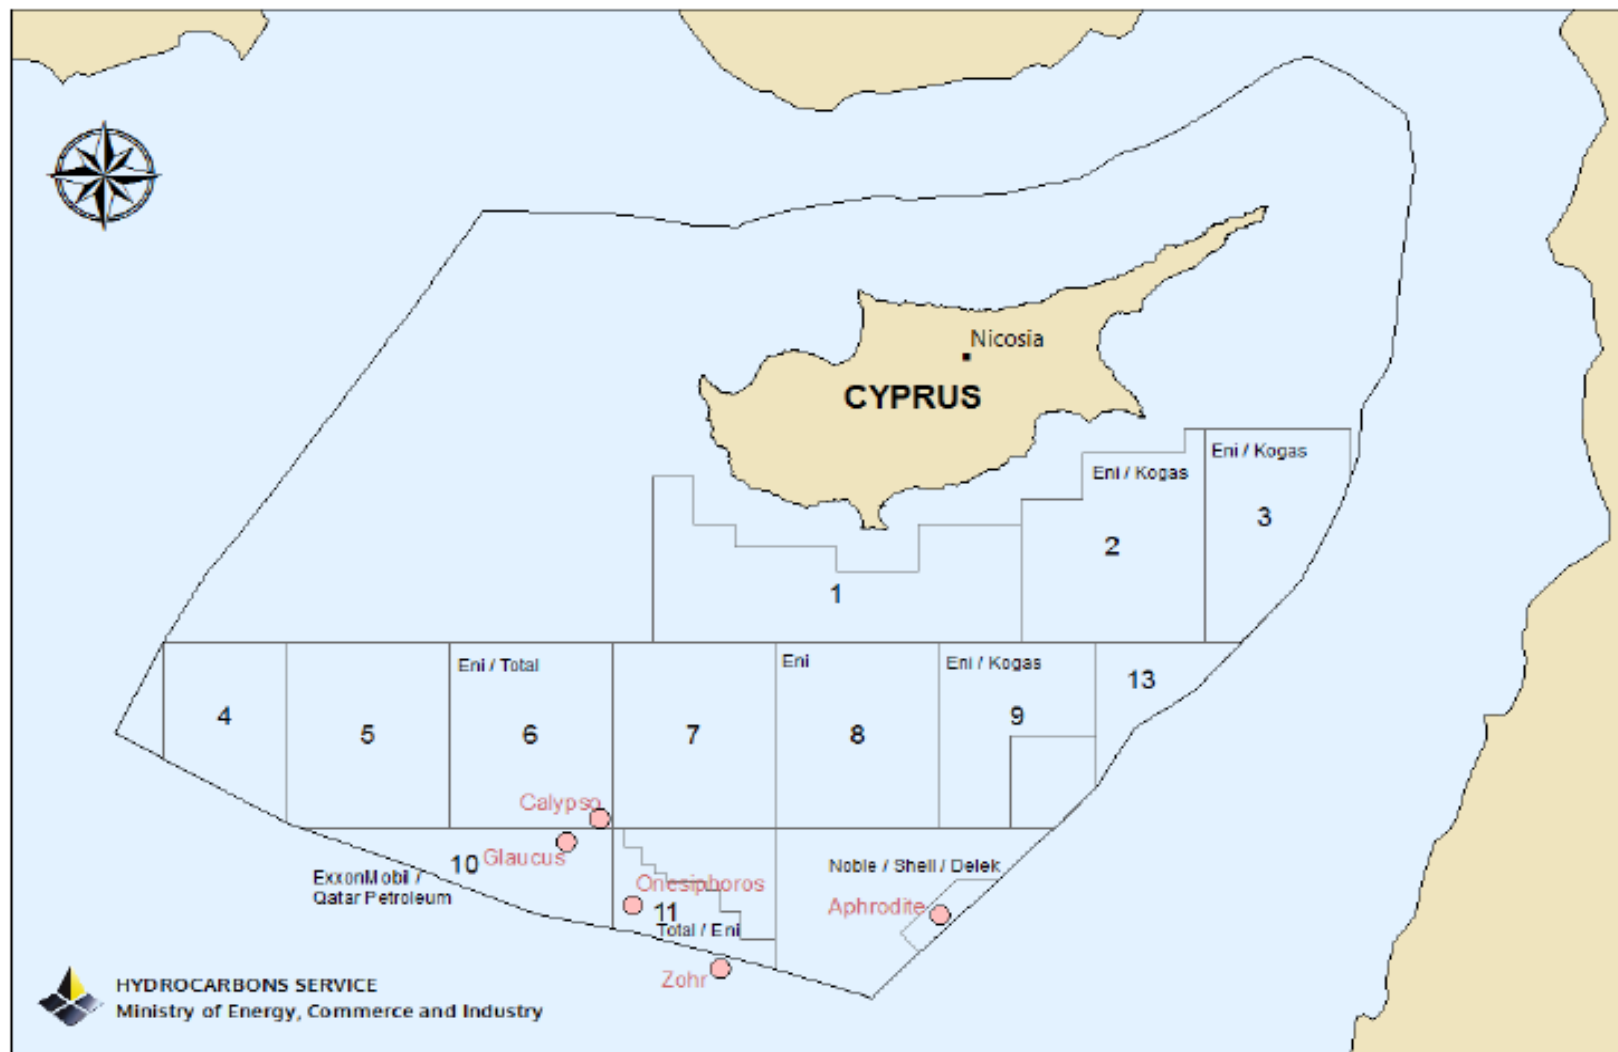 Nicosia
CYPRUS
Eni / Kogas
3
Eni / Kogas
2
1
4
5
Eni / Total
6
7
Eni
8
Eni / Kogas
9
13
Calypso
Glaucus
10
ExxonMobil /
Qatar Petroleum
Onesiphoros
11
Total / Eni
Noble / Shell / Delek
Aphrodite
Zohr
HYDROCARBONS SERVICE
Ministry of Energy, Commerce and Industry